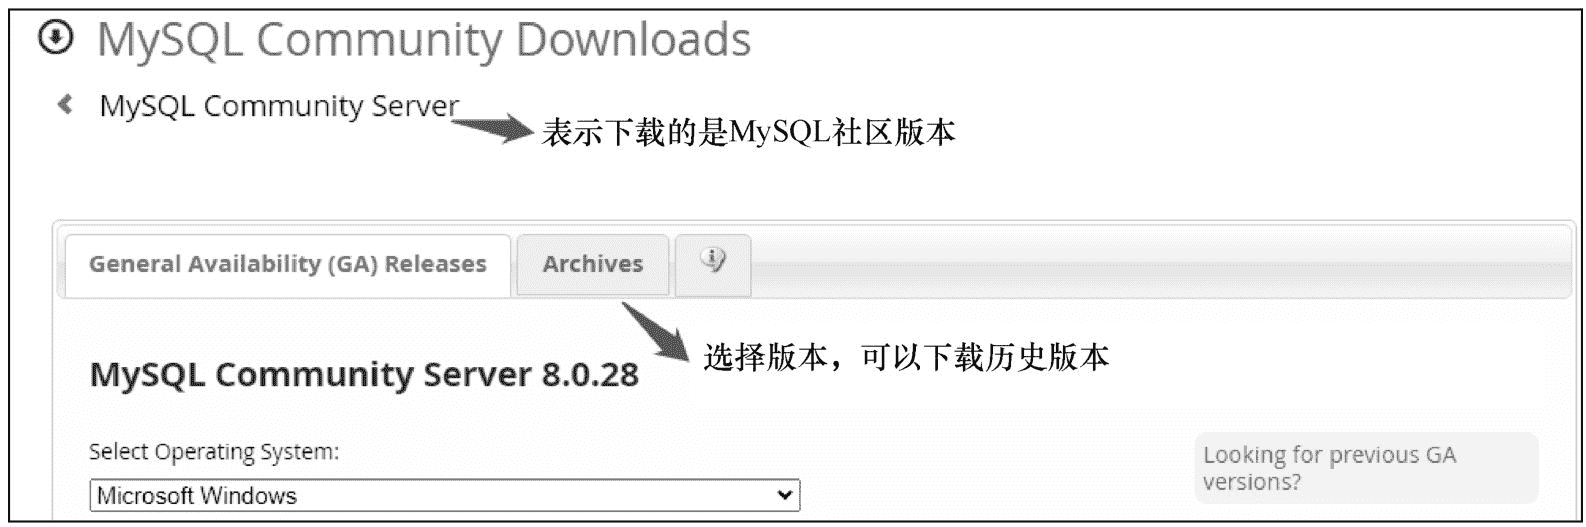 MySQL Community Downloads
MySQL Community Server
表示下载的是MySQL社区版本
General Availability (GA) Releases
Archives
选择版本，可以下载历史版本
MySQL Community Server 8.0.28
Select Operating System:
Microsoft Windows
Looking for previous GA
versions?